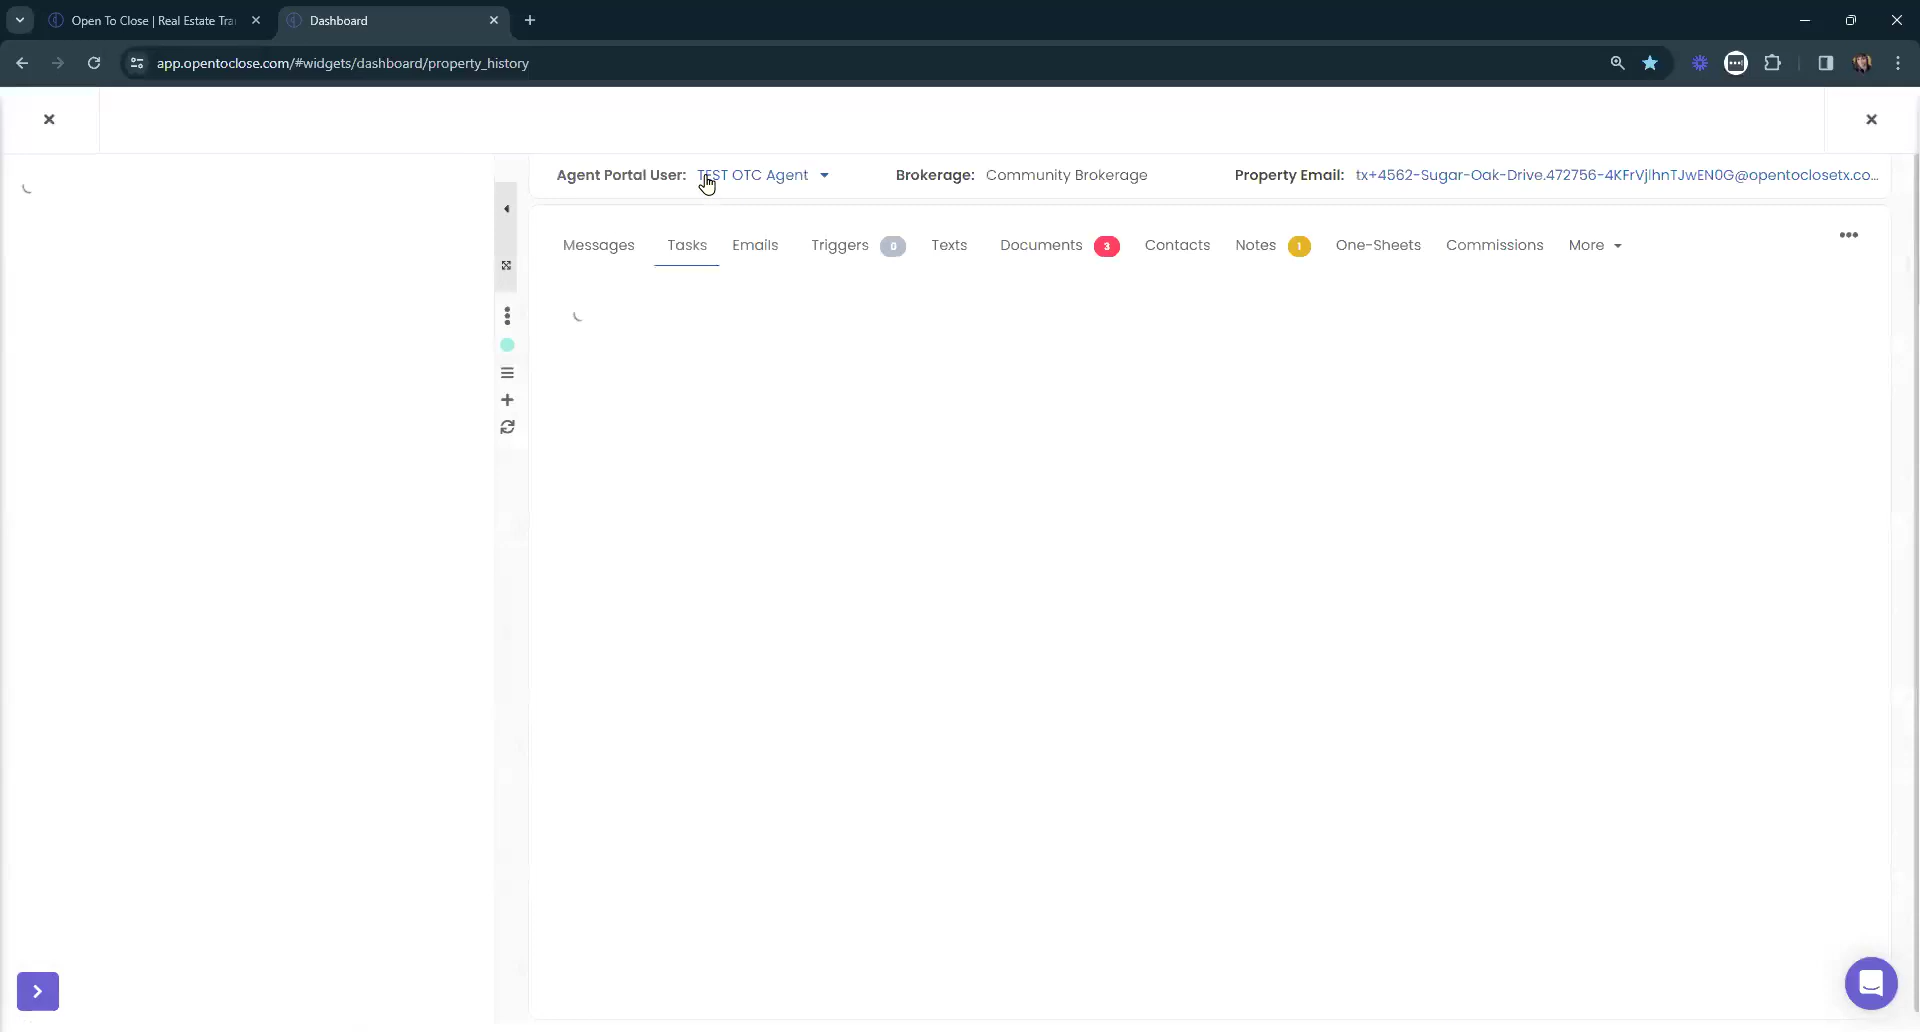 Open To Close | Real Estate Tra
Dashboard
app.opentoclose.com/#widgets/dashboard/property_history
Agent Portal User: TEST OTC Agent
Brokerage: Community Brokerage
Property Email: tx+4562-Sugar-Oak-Drive.472756-4KFrVjlhnTJwEN0G@opentoclosetx.co...
Messages Tasks Emails Triggers 0 Texts Documents 3 Contacts Notes 1 One-Sheets Commissions More